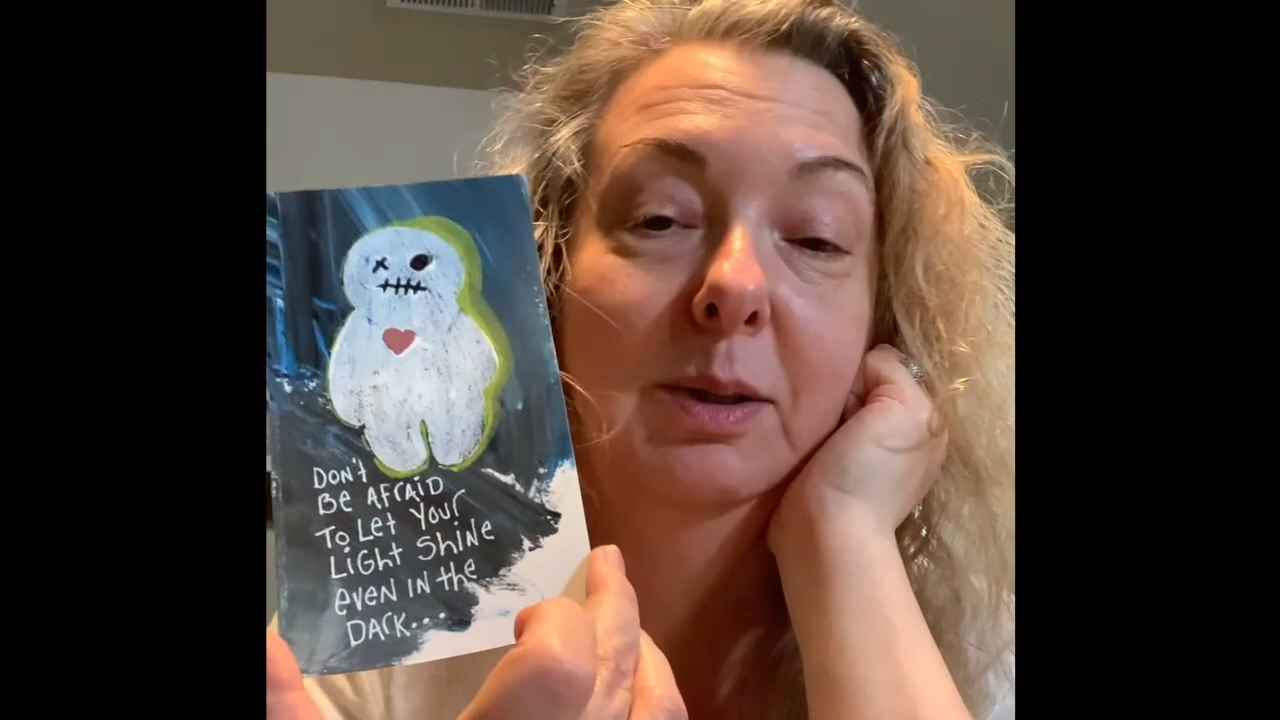 DON'T
BE AFRAID
TO LET YOUR
LIGHT SHINE
EVEN IN the
DARK...